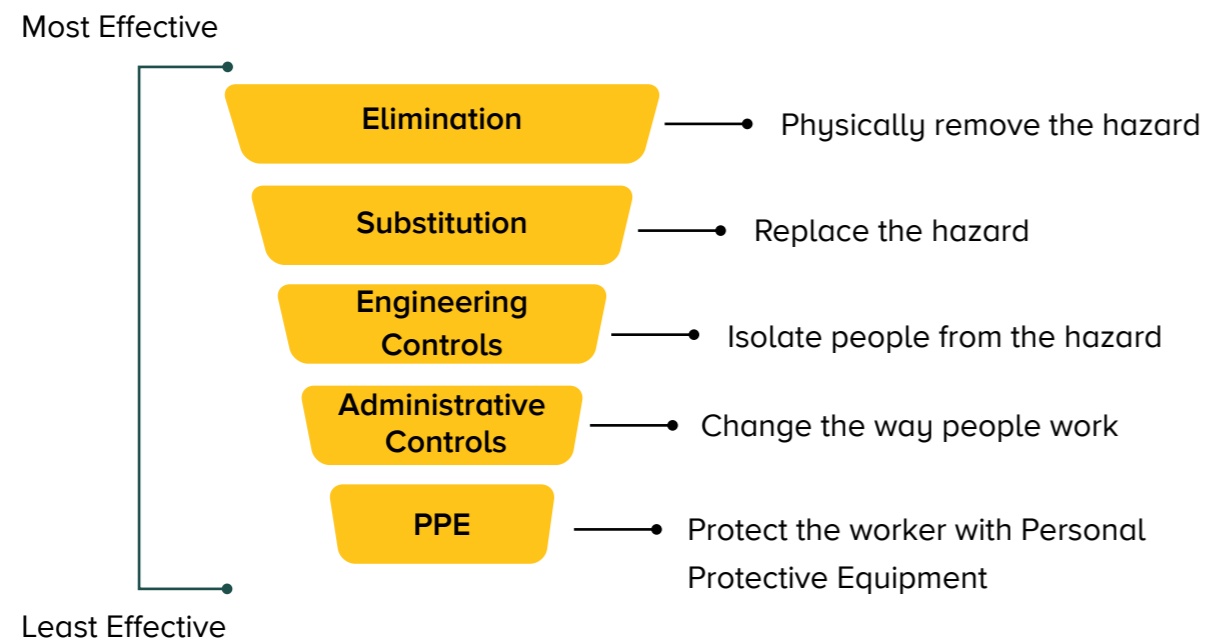 Most Effective
Elimination
Physically remove the hazard
Substitution
Replace the hazard
Engineering
Controls
Isolate people from the hazard
Administrative
Controls
Change the way people work
PPE
Protect the worker with Personal
Protective Equipment
Least Effective